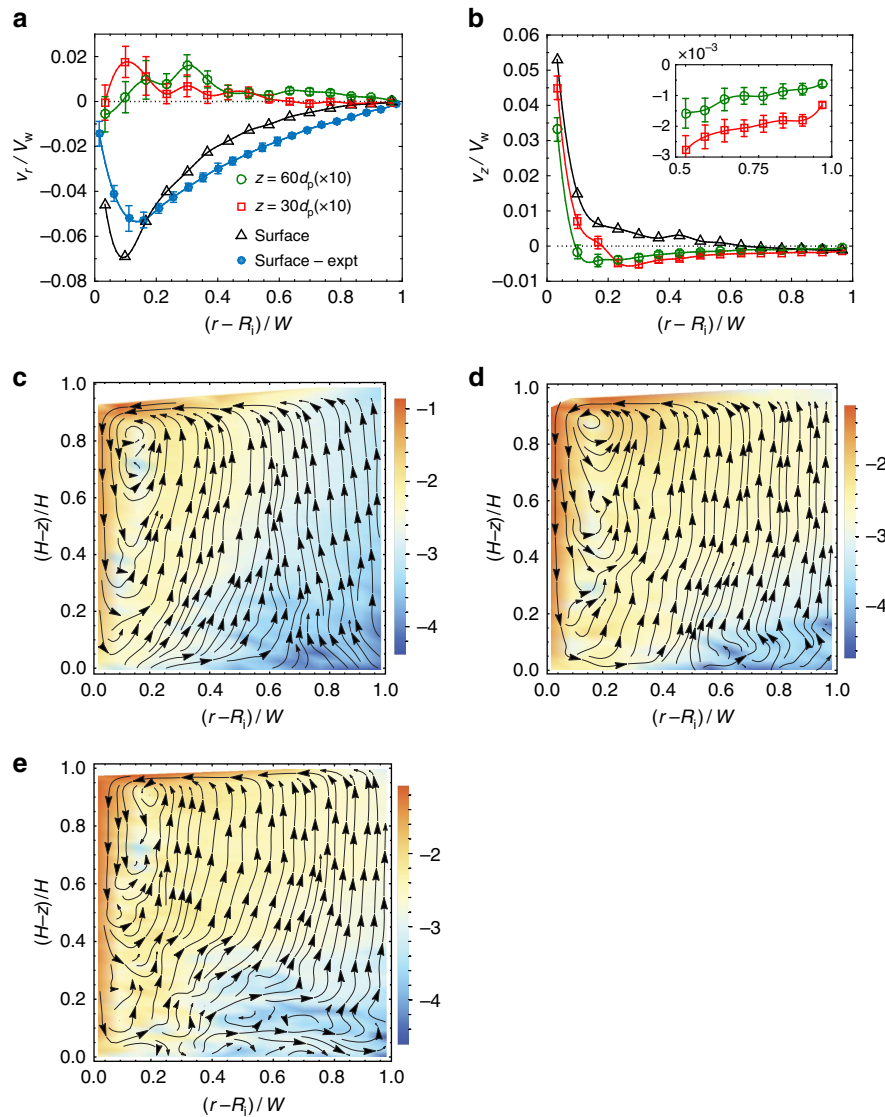 a
0.02
0.00
−0.02
−0.04
−0.06
−0.08
v_r / V_w
z = 60d_p(×10)
z = 30d_p(×10)
Surface
Surface – expt
0 0.2 0.4 0.6 0.8 1
(r − R_i) / W
b
0.06
0.05
0.04
0.03
0.02
0.01
0
−0.01
v_z / V_w
×10⁻³
0
−1
−2
−3
0.5 0.75 1.0
0 0.2 0.4 0.6 0.8 1
(r − R_i) / W
c
1.0
0.8
0.6
0.4
0.2
0.0
(H–z)/H
0.0 0.2 0.4 0.6 0.8 1.0
(r − R_i) / W
−1
−2
−3
−4
d
1.0
0.8
0.6
0.4
0.2
0.0
(H–z)/H
0.0 0.2 0.4 0.6 0.8 1.0
(r − R_i) / W
−2
−3
−4
e
1.0
0.8
0.6
0.4
0.2
0.0
(H–z)/H
0.0 0.2 0.4 0.6 0.8 1.0
(r − R_i) / W
−2
−3
−4